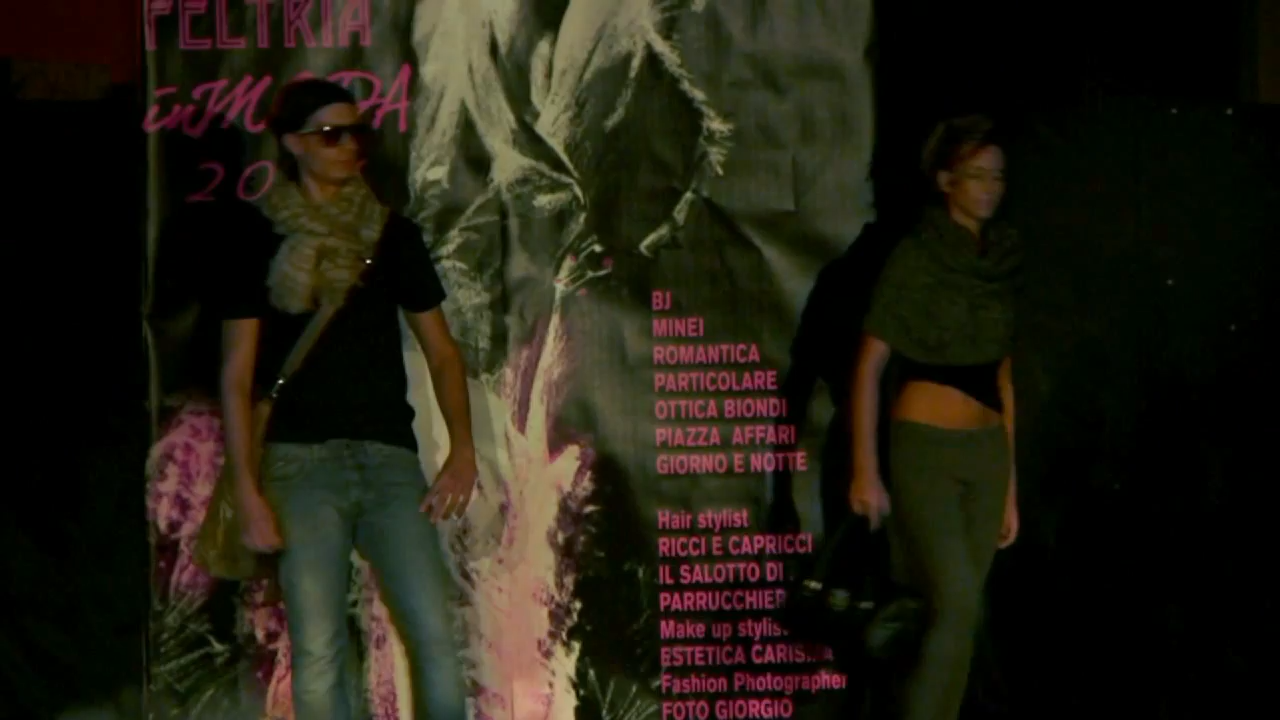 FELTRIA
in
20
BJ
MINEI
ROMANTICA
PARTICOLARE
OTTICA BIONDI
PIAZZA AFFARI
GIORNO E NOTTE
Hair stylist
RICCI E CAPRICCI
IL SALOTTO DI
PARRUCCHIER
Make up stylis
ESTETICA
Fashion Photographer
FOTO GIORGIO